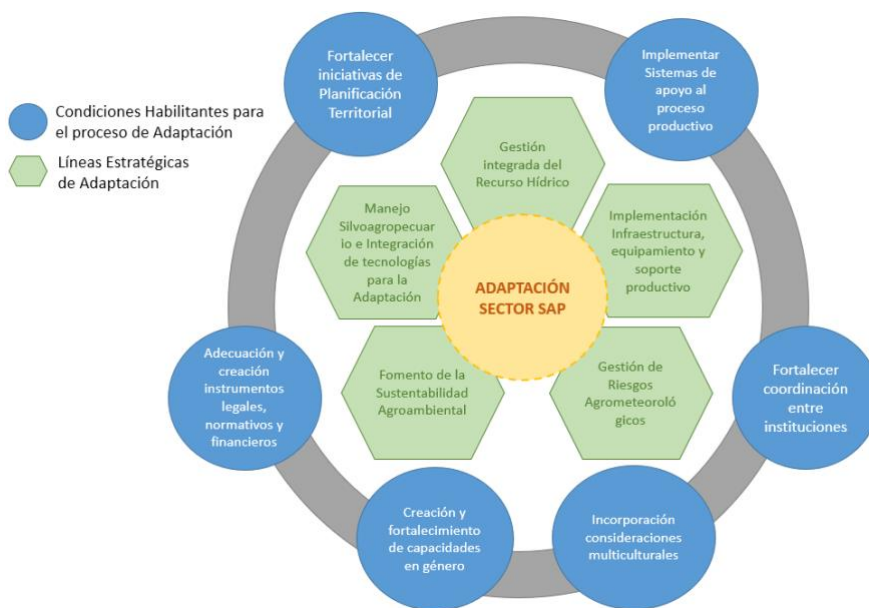 Condiciones Habilitantes para
el proceso de Adaptación
Líneas Estratégicas
de Adaptación
Fortalecer
iniciativas de
Planificación
Territorial
Implementar
Sistemas de
apoyo al
proceso
productivo
Gestión
integrada del
Recurso Hídrico
Manejo
Silvoagropecuar
io e Integración
de tecnologías
para la
Adaptación
Implementación
Infraestructura,
equipamiento y
soporte
productivo
ADAPTACIÓN
SECTOR SAP
Adecuación y
creación
instrumentos
legales,
normativos y
financieros
Fomento de la
Sustentabilidad
Agroambiental
Gestión de
Riesgos
Agrometeoroló
gicos
Fortalecer
coordinación
entre
instituciones
Creación y
fortalecimiento
de capacidades
en género
Incorporación
consideraciones
multiculturales